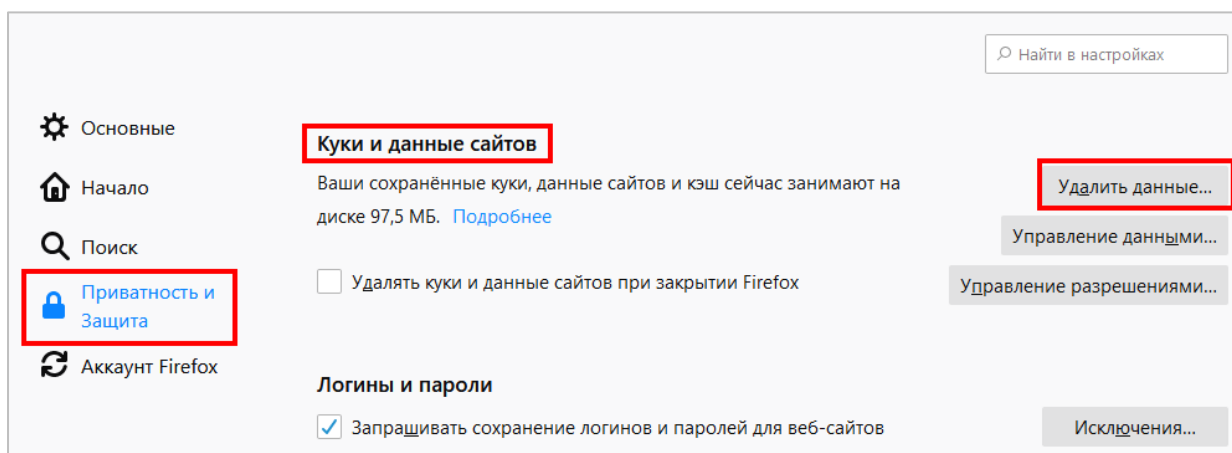 Найти в настройках
Основные
Начало
Поиск
Приватность и
Защита
Аккаунт Firefox
Куки и данные сайтов
Ваши сохранённые куки, данные сайтов и кэш сейчас занимают на
диске 97,5 МБ. Подробнее
Удалить данные...
Управление данными...
Удалять куки и данные сайтов при закрытии Firefox
Управление разрешениями...
Логины и пароли
Запрашивать сохранение логинов и паролей для веб-сайтов
Исключения...